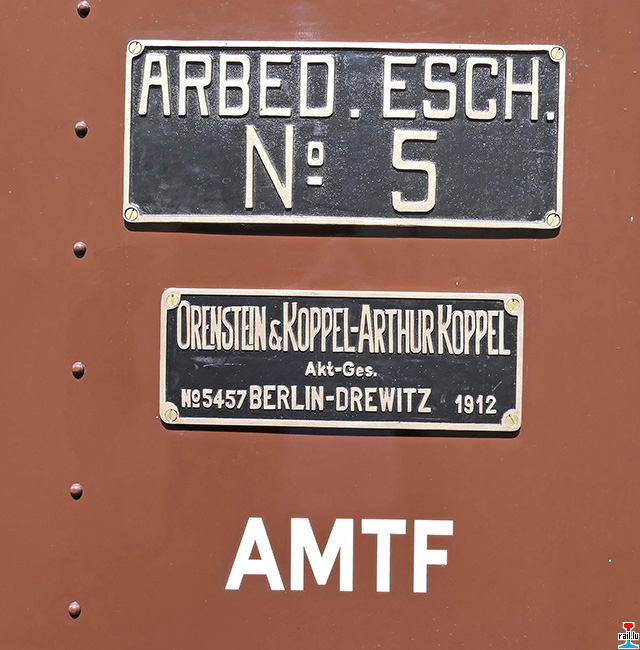 ARBED. ESCH.
Nº 5
ORENSTEIN & KOPPEL-ARTHUR KOPPEL
Akt-Ges.
Nº 5457 BERLIN-DREWITZ 1912
AMTF
rail.lu